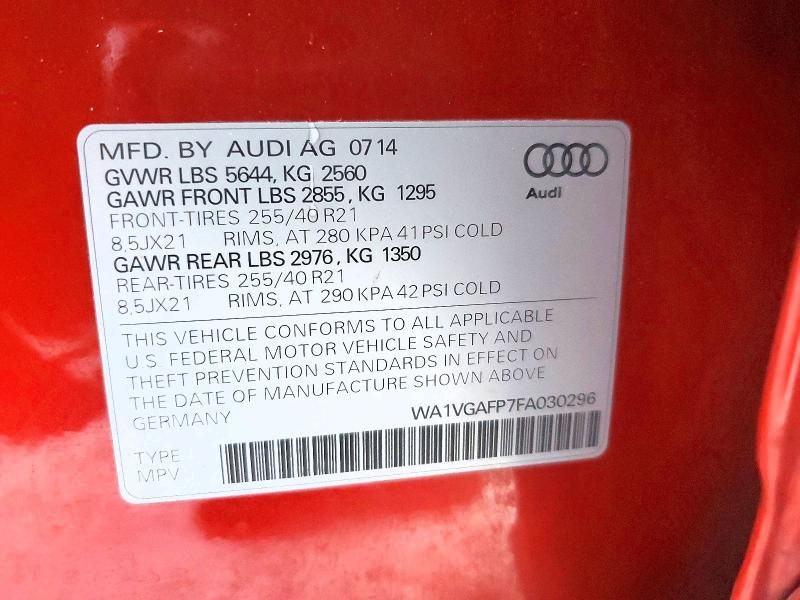 MFD. BY AUDI AG 0714
GVWR LBS 5644, KG 2560
GAWR FRONT LBS 2855, KG 1295
FRONT-TIRES 255/40 R21
8,5JX21 RIMS, AT 280 KPA 41 PSI COLD
GAWR REAR LBS 2976, KG 1350
REAR-TIRES 255/40 R21
8,5JX21 RIMS, AT 290 KPA 42 PSI COLD
Audi
THIS VEHICLE CONFORMS TO ALL APPLICABLE
U.S. FEDERAL MOTOR VEHICLE SAFETY AND
THEFT PREVENTION STANDARDS IN EFFECT ON
THE DATE OF MANUFACTURE SHOWN ABOVE
GERMANY WA1VGAFP7FA030296
TYPE
MPV